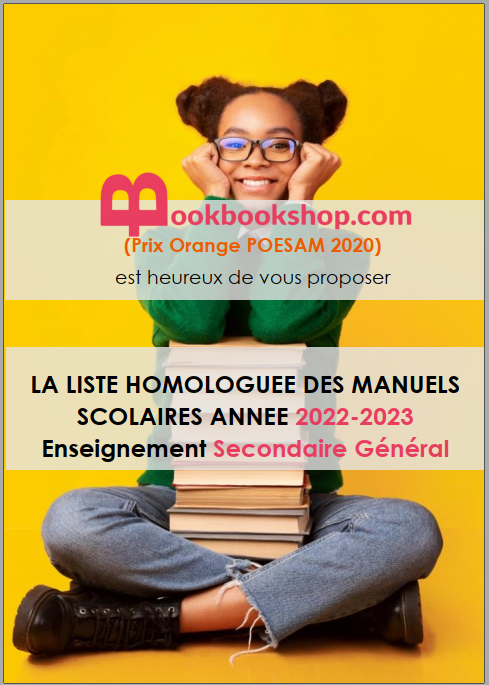 Bookbookshop.com
(Prix Orange POESAM 2020)
est heureux de vous proposer
LA LISTE HOMOLOGUEE DES MANUELS
SCOLAIRES ANNEE 2022-2023
Enseignement Secondaire Général